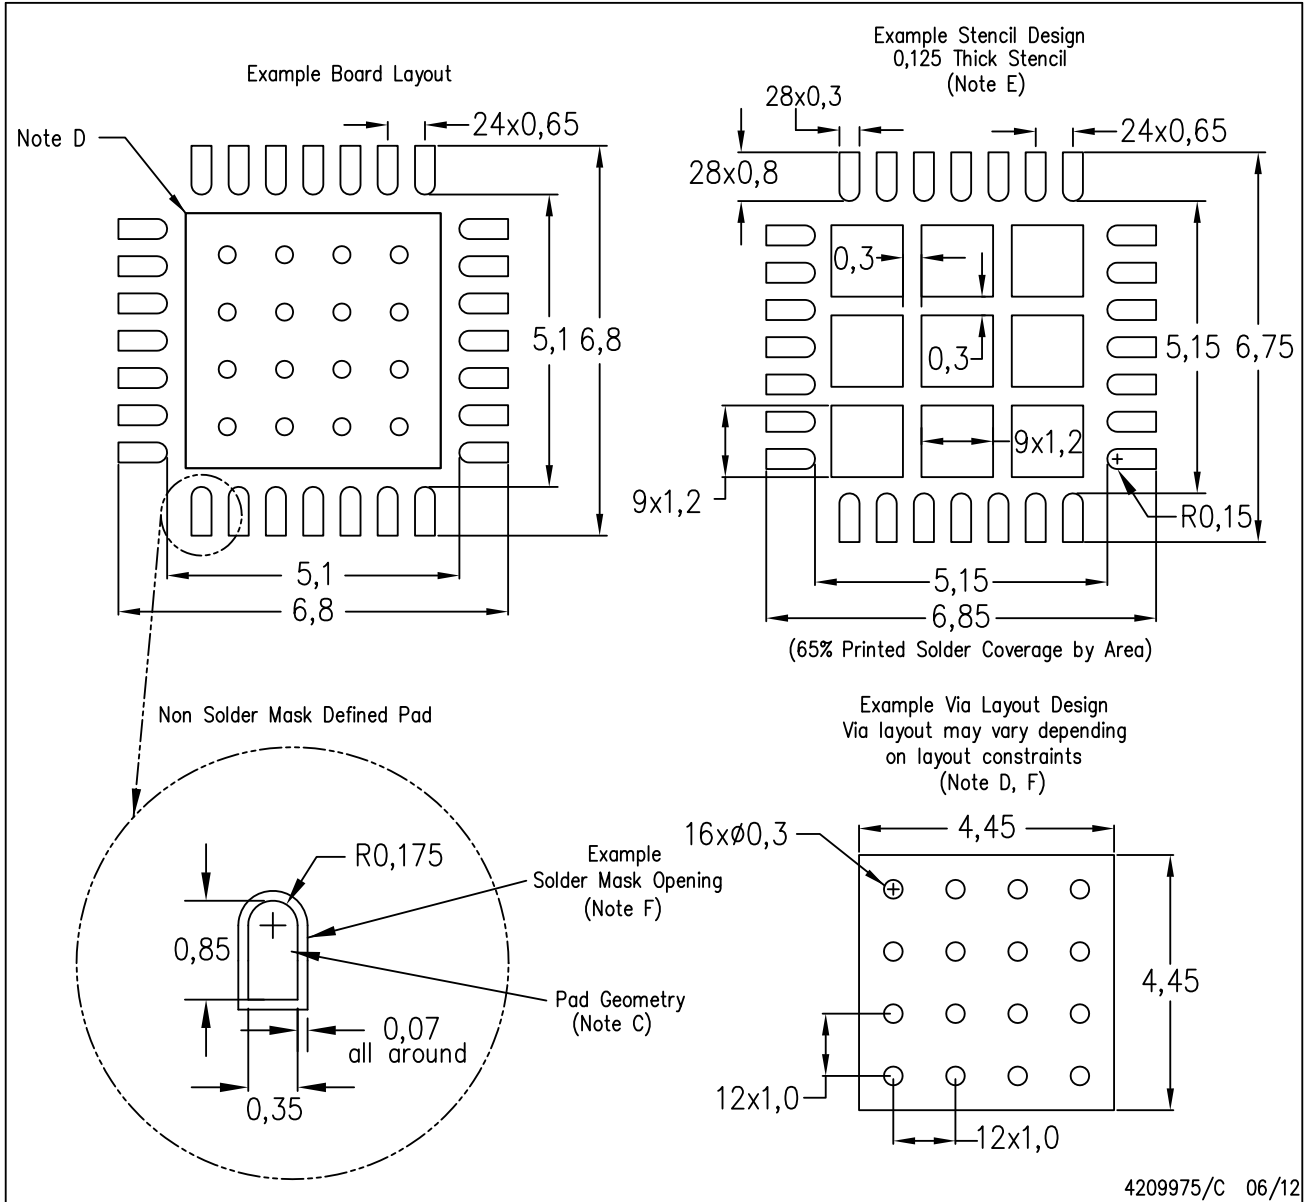 Example Board Layout
Note D
24x0,65
5,1
6,8
5,1
6,8
Example Stencil Design
0,125 Thick Stencil
(Note E)
28x0,3
24x0,65
28x0,8
0,3
0,3
5,15
6,75
9x1,2
9x1,2
R0,15
5,15
6,85
(65% Printed Solder Coverage by Area)
Non Solder Mask Defined Pad
R0,175
Example
Solder Mask Opening
(Note F)
0,85
Pad Geometry
(Note C)
0,07
all around
0,35
Example Via Layout Design
Via layout may vary depending
on layout constraints
(Note D, F)
16xø0,3
4,45
4,45
12x1,0
12x1,0
4209975/C 06/12